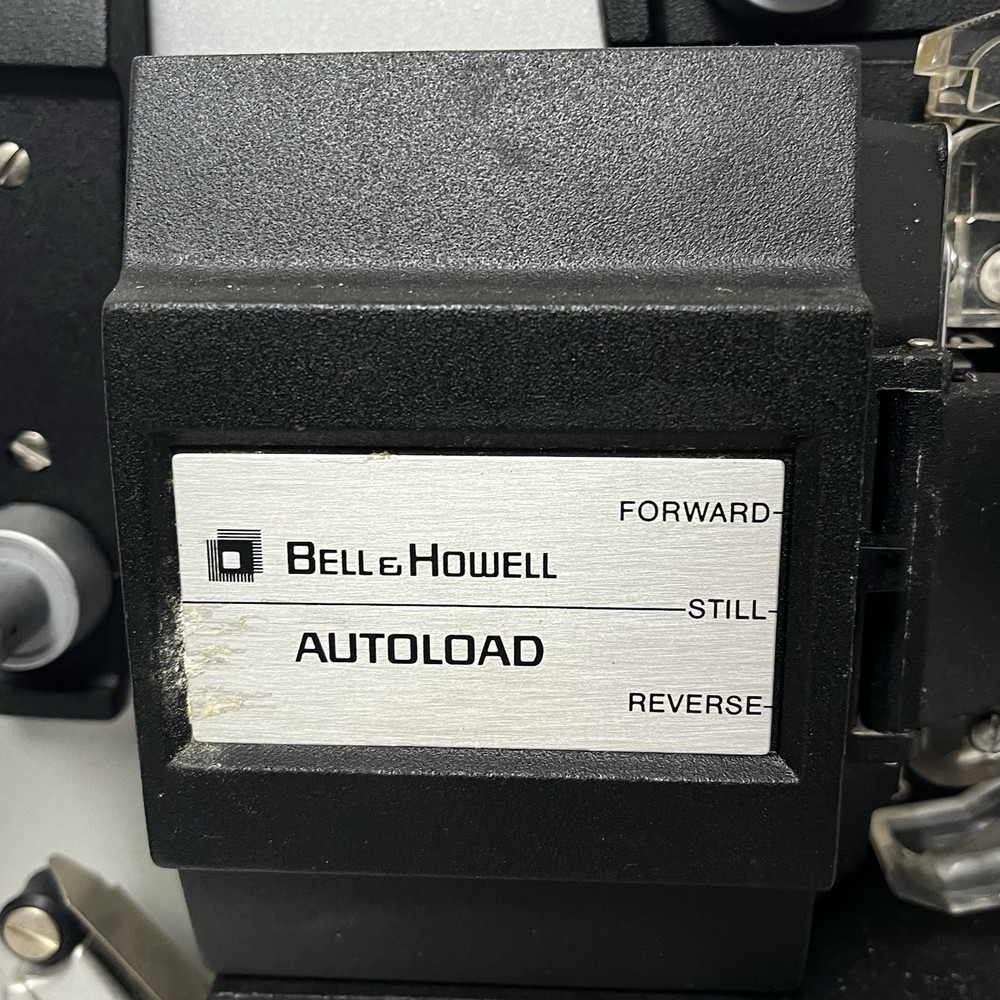 FORWARD
BELL & HOWELL
STILL
AUTOLOAD
REVERSE